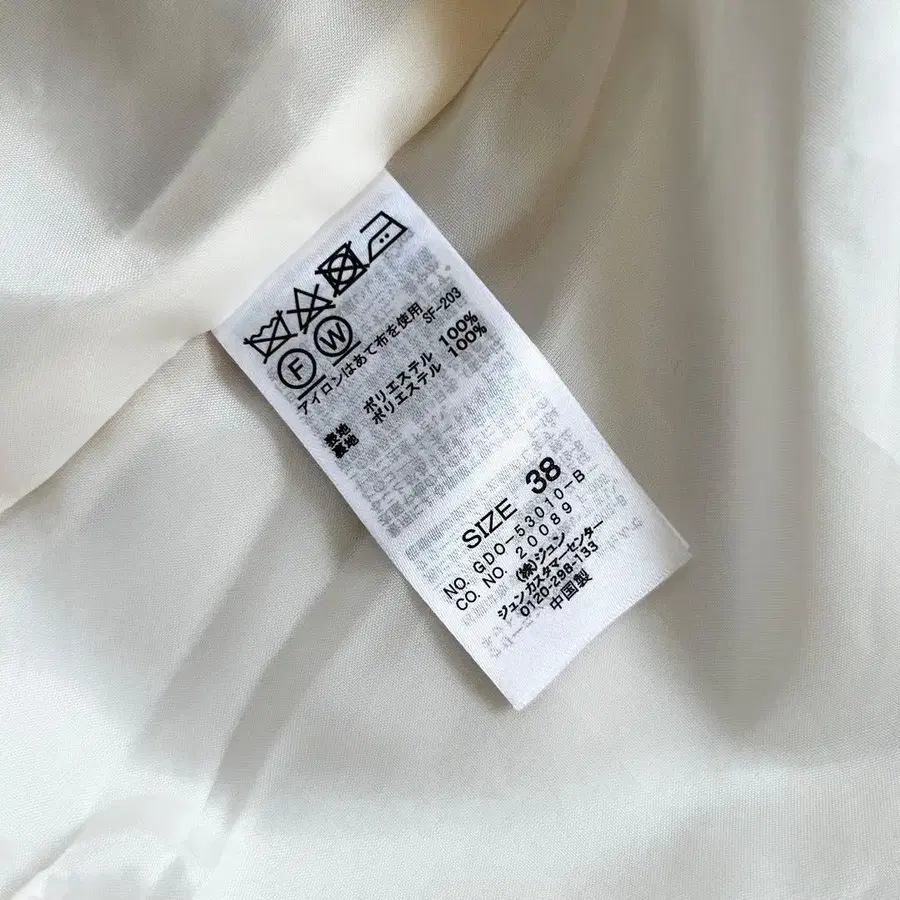 F W
アイロンはあて布を使用
SF-203
表地 ポリエステル 100%
裏地 ポリエステル 100%
SIZE 38
NO. GDO-53010-B
CO. NO. 20089
(株)ジュン
ジュンカスタマーセンター
0120-298-133
中国製